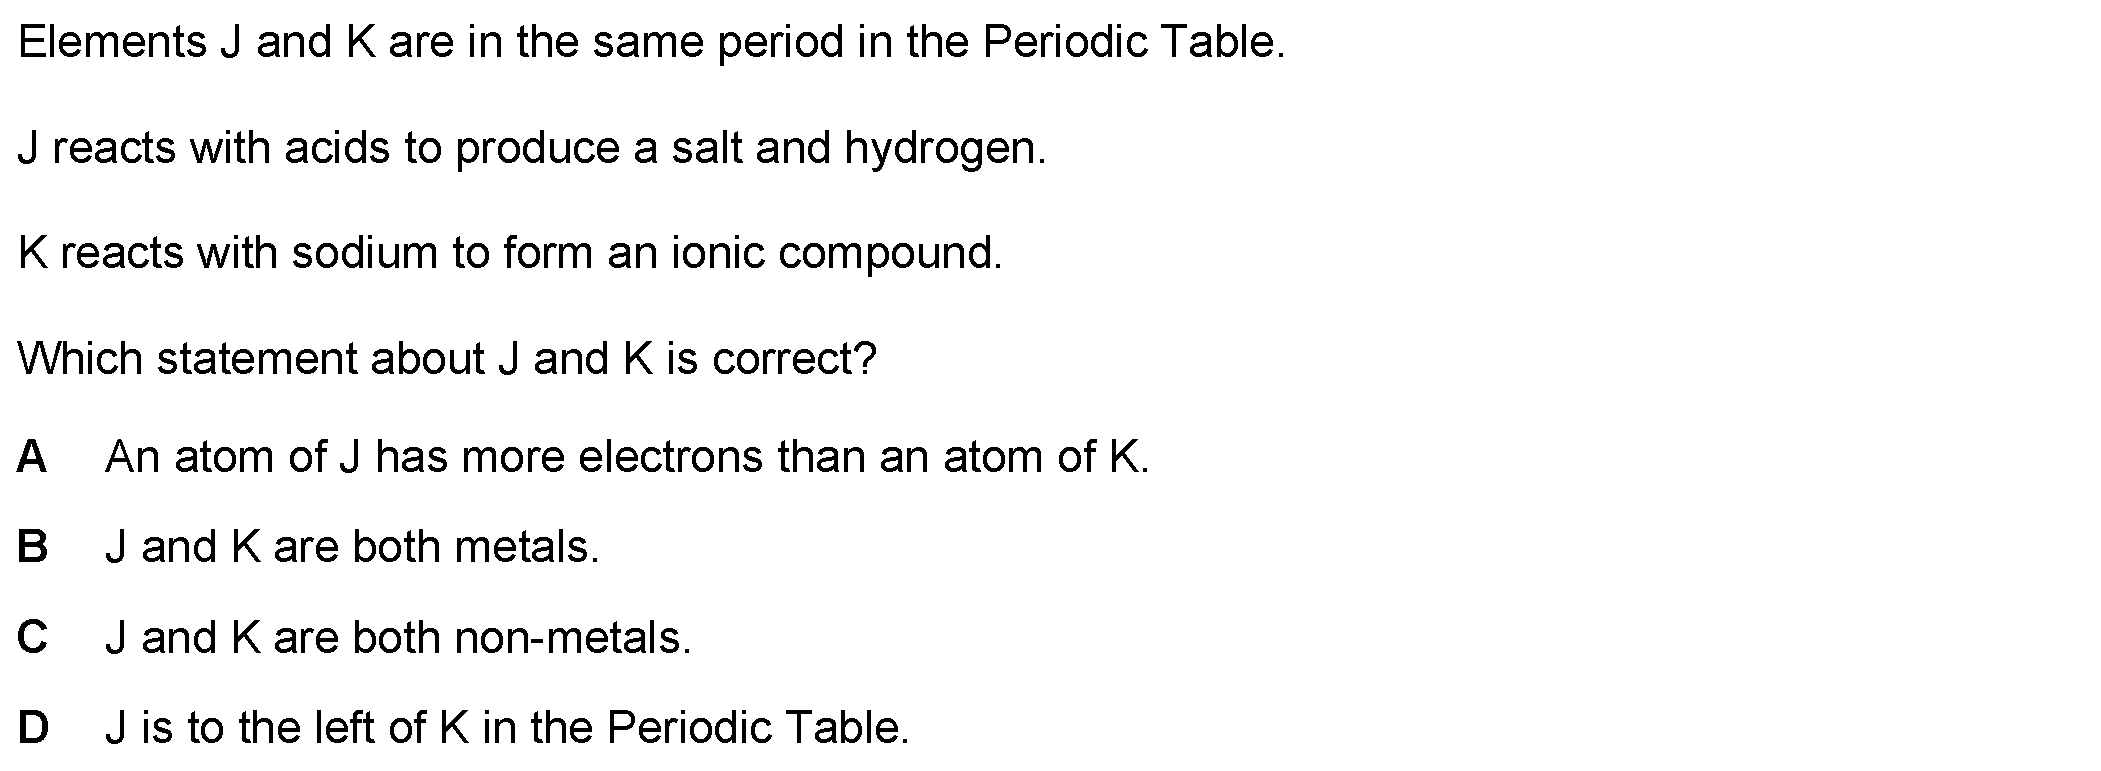 Elements J and K are in the same period in the Periodic Table.
J reacts with acids to produce a salt and hydrogen.
K reacts with sodium to form an ionic compound.
Which statement about J and K is correct?
A An atom of J has more electrons than an atom of K.
B J and K are both metals.
C J and K are both non-metals.
D J is to the left of K in the Periodic Table.